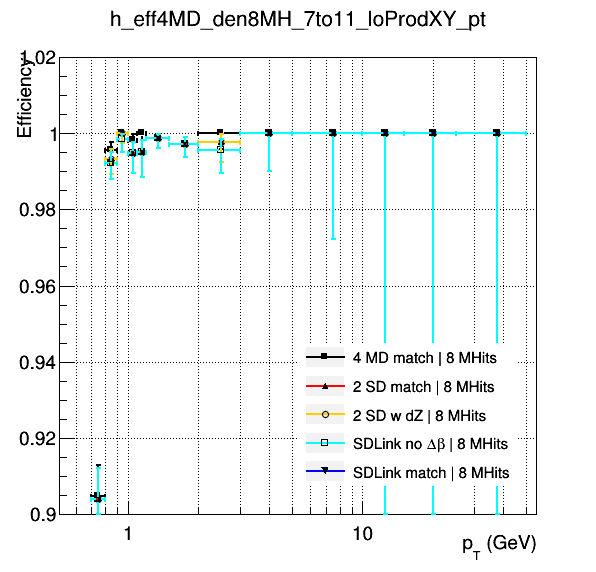 h_eff4MD_den8MH_7to11_loProdXY_pt
Efficiency
1.02
1
0.98
0.96
0.94
0.92
0.9
4 MD match | 8 MHits
2 SD match | 8 MHits
2 SD w dZ | 8 MHits
SDLink no Δβ | 8 MHits
SDLink match | 8 MHits
1
10
p_T (GeV)